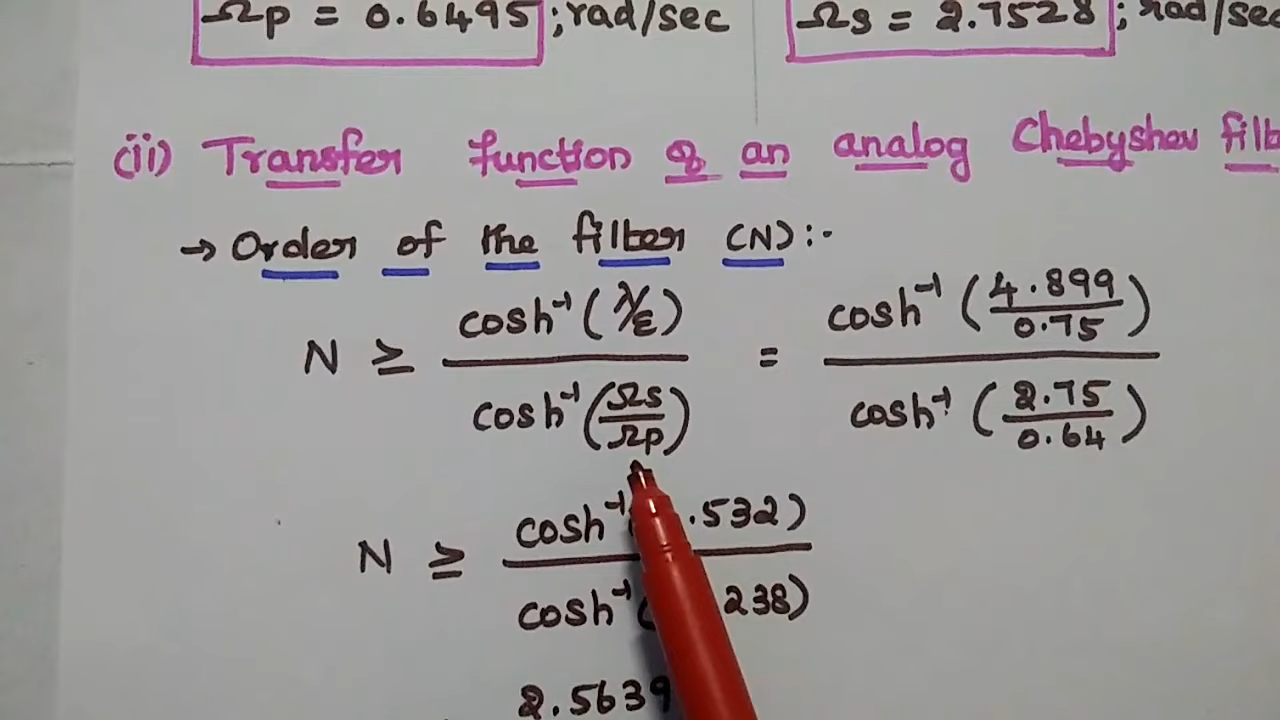 Ωp = 0.6495 ; rad/sec Ωs = 2.7528 ; rad/sec
(ii) Transfer function of an analog Chebyshev
→ Order of the filter (N) :-
N ≥ cosh⁻¹(λ/ε) / cosh⁻¹(Ωs/Ωp) = cosh⁻¹(4.899/0.75) / cosh⁻¹(2.75/0.64)
N ≥ cosh⁻¹( .532) / cosh⁻¹( 238)
2.5639